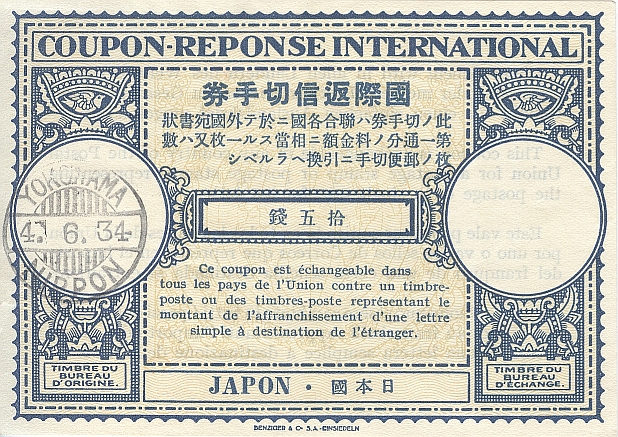 COUPON-REPONSE INTERNATIONAL
國際返信切手券
此ノ切手券ハ聯合各國ニ於テ外國宛書狀
第一通分ノ料金額ニ相當スル一枚又ハ數
枚ノ郵便切手ニ引換ヘラルベシ
拾五錢
YOKOHAMA
6. 34
NIPPON
Ce coupon est échangeable dans
tous les pays de l'Union contre un timbre-
poste ou des timbres-poste représentant le
montant de l'affranchissement d'une lettre
simple à destination de l'étranger.
TIMBRE DU
BUREAU
D'ORIGINE.
TIMBRE DU
BUREAU
D'ÉCHANGE.
JAPON · 日本國
BENZIGER & Co S.A.-EINSIEDELN